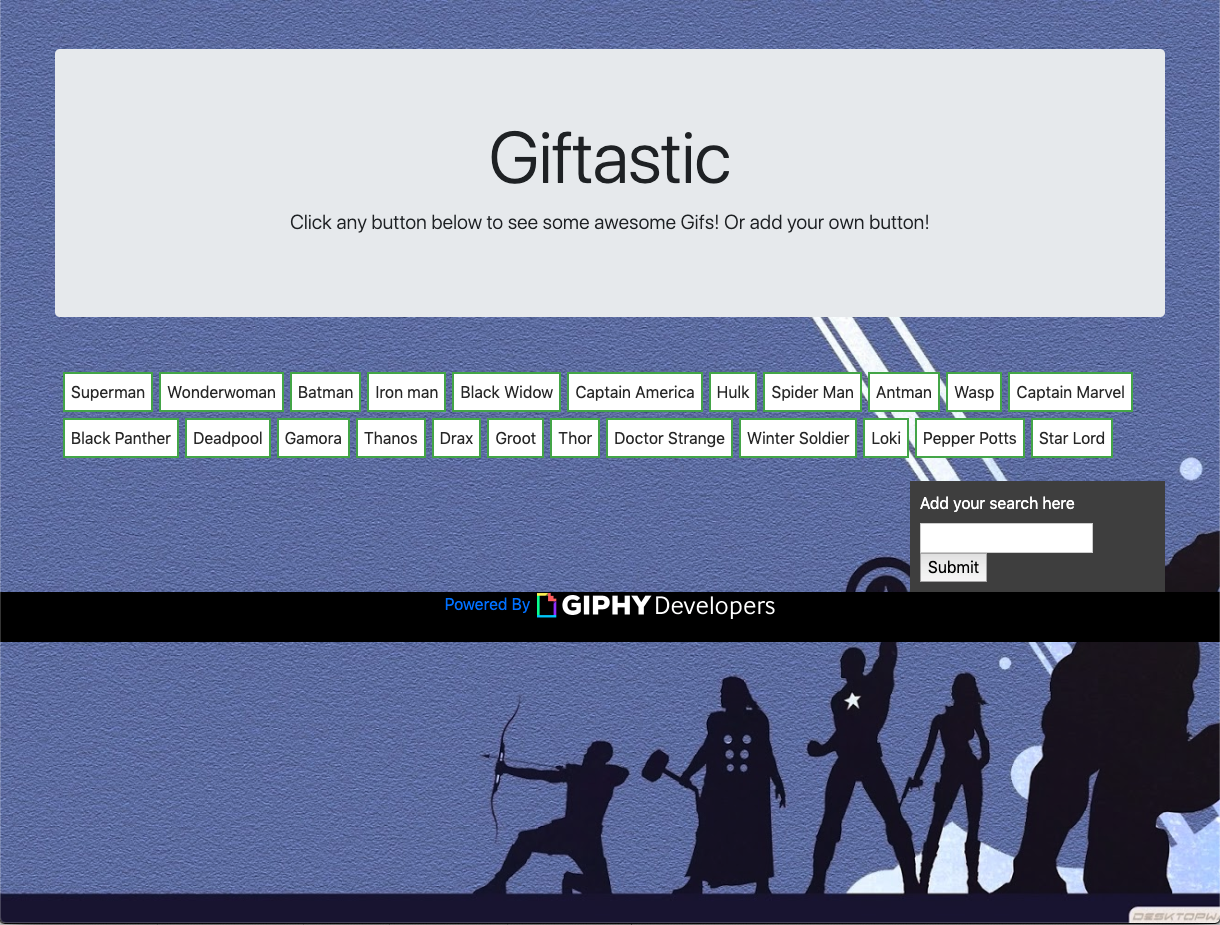 Giftastic
Click any button below to see some awesome Gifs! Or add your own button!
Superman Wonderwoman Batman Iron man Black Widow Captain America Hulk Spider Man Antman Wasp Captain Marvel
Black Panther Deadpool Gamora Thanos Drax Groot Thor Doctor Strange Winter Soldier Loki Pepper Potts Star Lord
Add your search here
Submit
Powered By GIPHY Developers